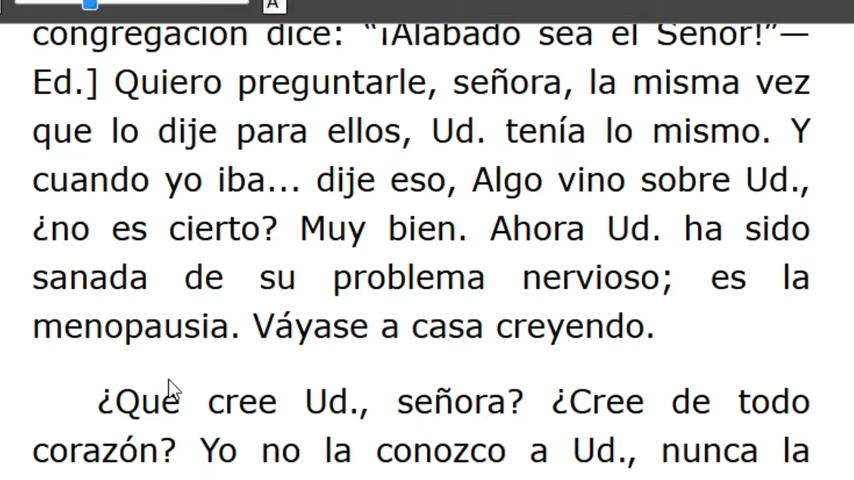 A
congregación dice: “¡Alabado sea el Señor!”—
Ed.] Quiero preguntarle, señora, la misma vez
que lo dije para ellos, Ud. tenía lo mismo. Y
cuando yo iba… dije eso, Algo vino sobre Ud.,
¿no es cierto? Muy bien. Ahora Ud. ha sido
sanada de su problema nervioso; es la
menopausia. Váyase a casa creyendo.
¿Qué cree Ud., señora? ¿Cree de todo
corazón? Yo no la conozco a Ud., nunca la